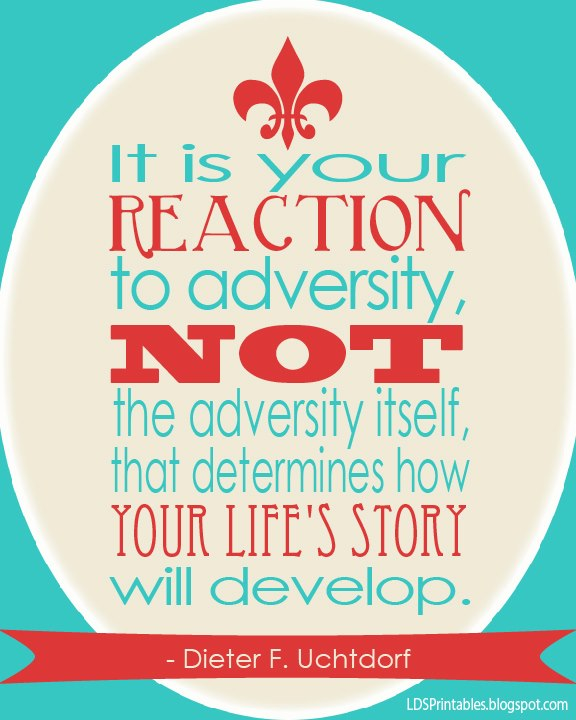 It is your
REACTION
to adversity,
NOT
the adversity itself,
that determines how
YOUR LIFE'S STORY
will develop.
- Dieter F. Uchtdorf
LDSPrintables.blogspot.com